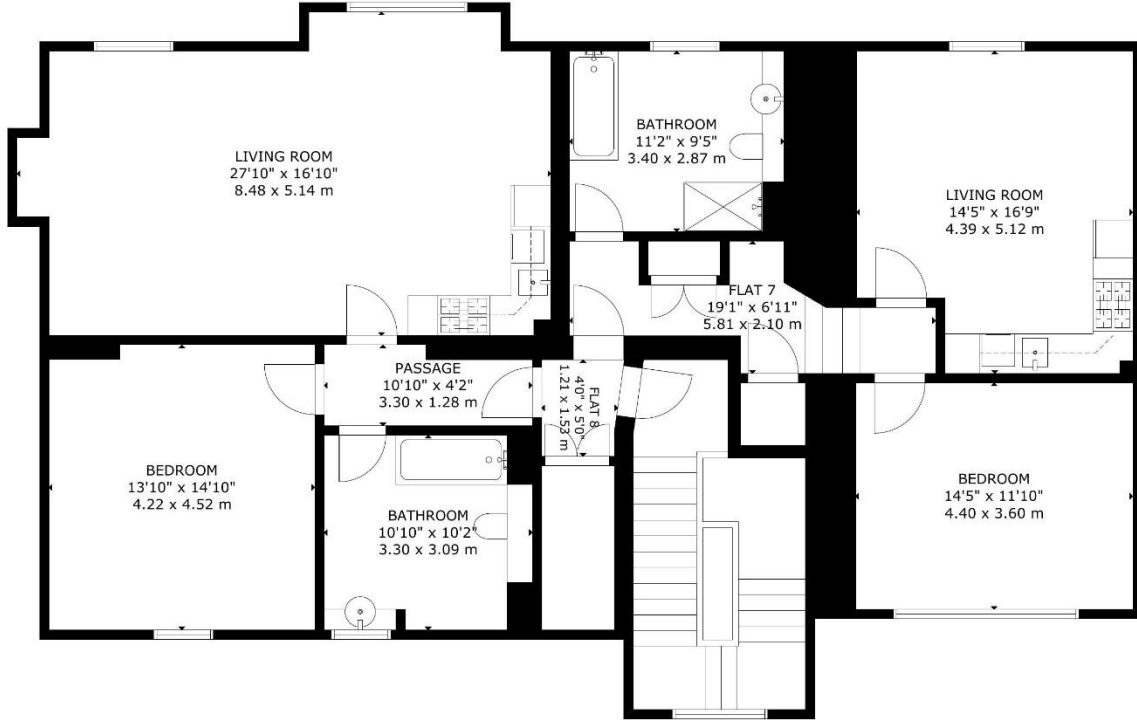 LIVING ROOM
27'10" x 16'10"
8.48 x 5.14 m
BATHROOM
11'2" x 9'5"
3.40 x 2.87 m
LIVING ROOM
14'5" x 16'9"
4.39 x 5.12 m
FLAT 7
19'1" x 6'11"
5.81 x 2.10 m
PASSAGE
10'10" x 4'2"
3.30 x 1.28 m
FLAT 8
4'0" x 5'0"
1.21 x 1.53 m
BEDROOM
13'10" x 14'10"
4.22 x 4.52 m
BATHROOM
10'10" x 10'2"
3.30 x 3.09 m
BEDROOM
14'5" x 11'10"
4.40 x 3.60 m